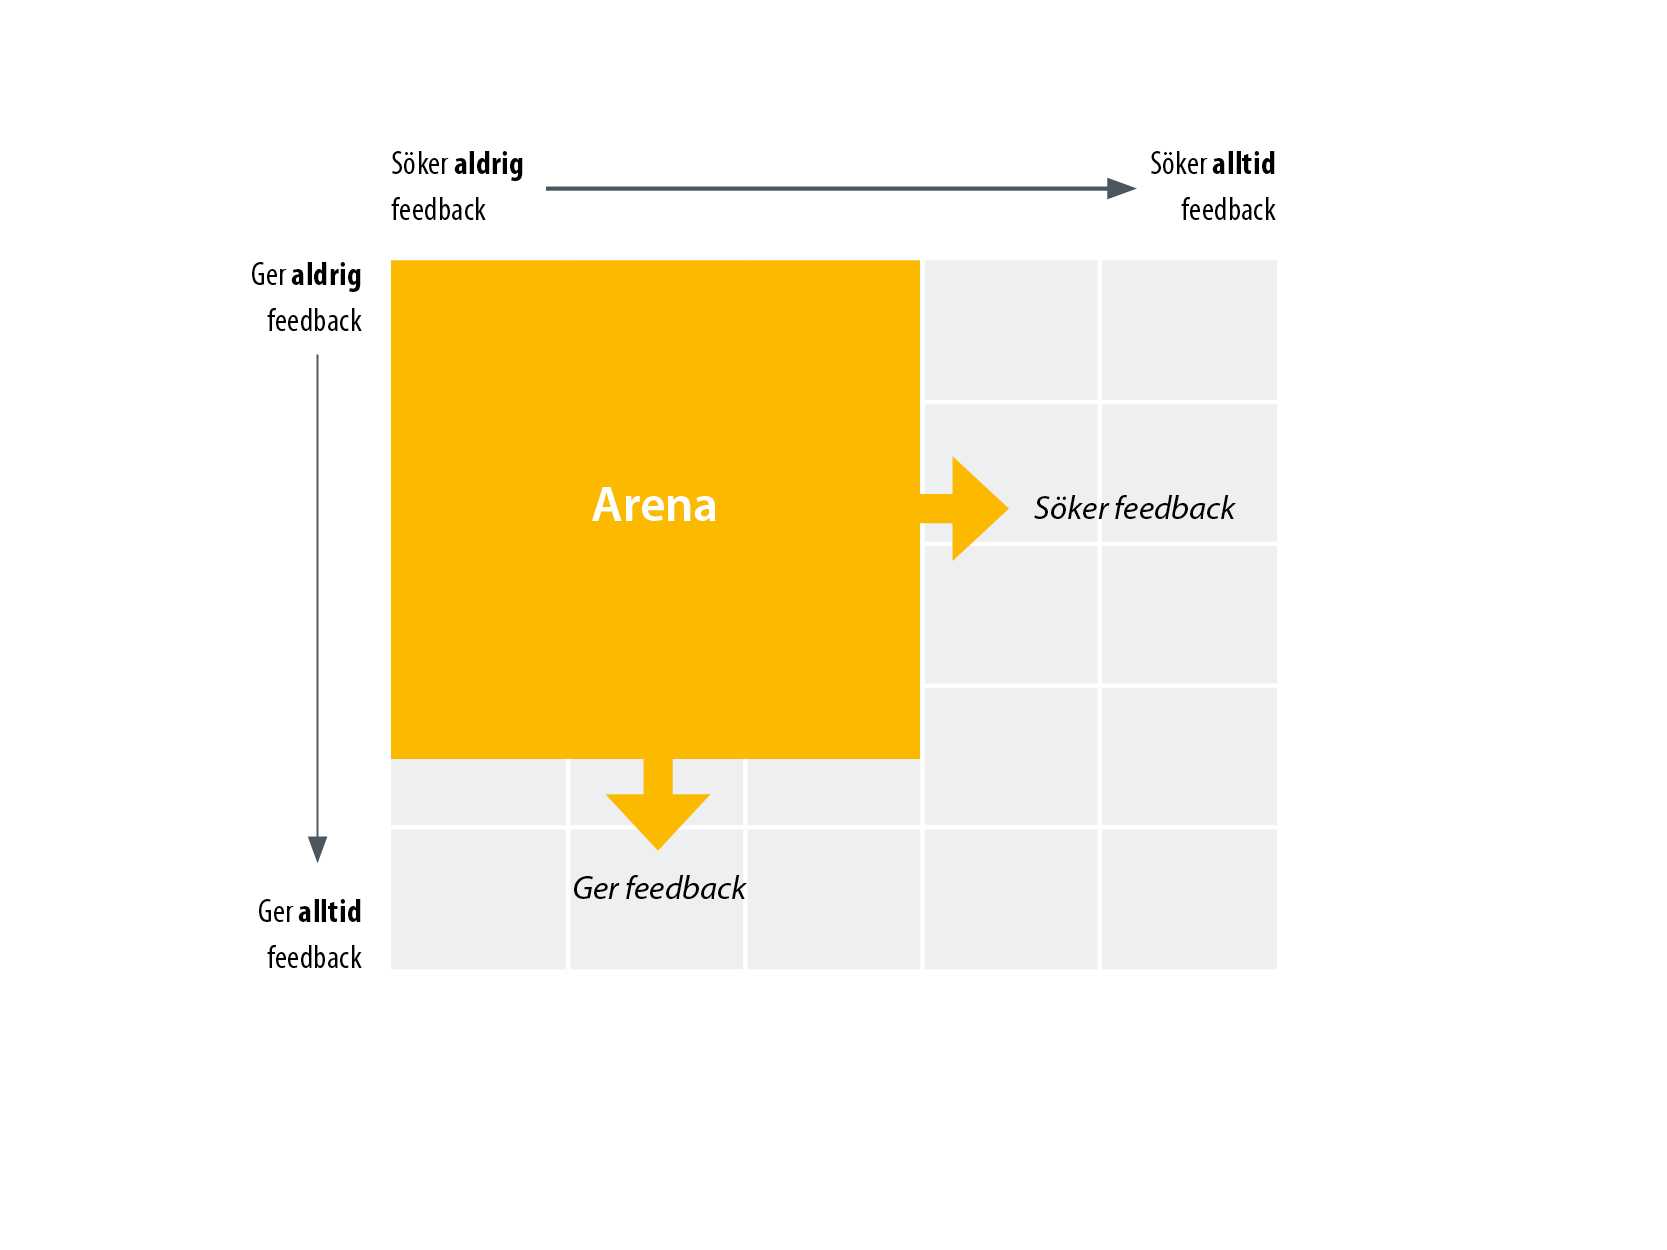 Söker aldrig
feedback
Söker alltid
feedback
Ger aldrig
feedback
Arena
Söker feedback
Ger feedback
Ger alltid
feedback